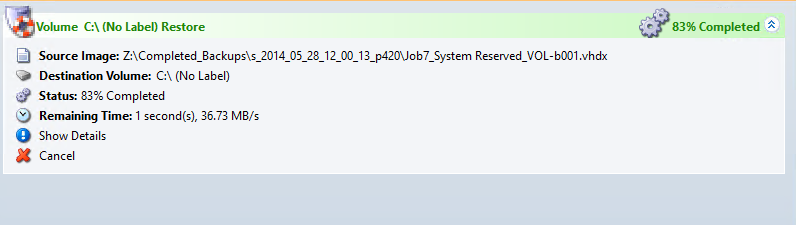 Volume C:\ (No Label) Restore 83% Completed
Source Image: Z:\Completed_Backups\s_2014_05_28_12_00_13_p420\Job7_System Reserved_VOL-b001.vhdx
Destination Volume: C:\ (No Label)
Status: 83% Completed
Remaining Time: 1 second(s), 36.73 MB/s
Show Details
Cancel